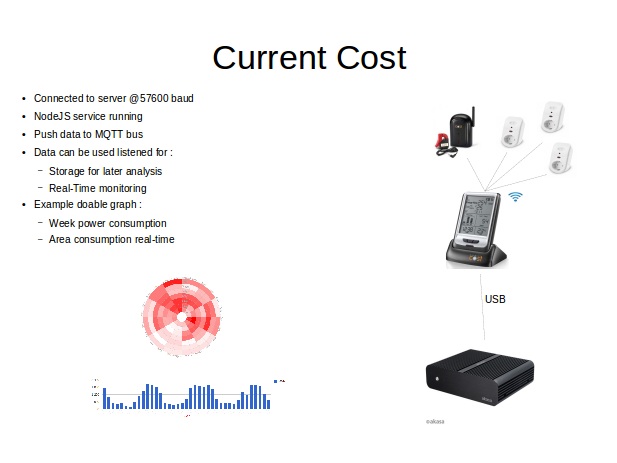 Current Cost
• Connected to server @57600 baud
• NodeJS service running
• Push data to MQTT bus
• Data can be used listened for :
– Storage for later analysis
– Real-Time monitoring
• Example doable graph :
– Week power consumption
– Area consumption real-time
USB
©akasa